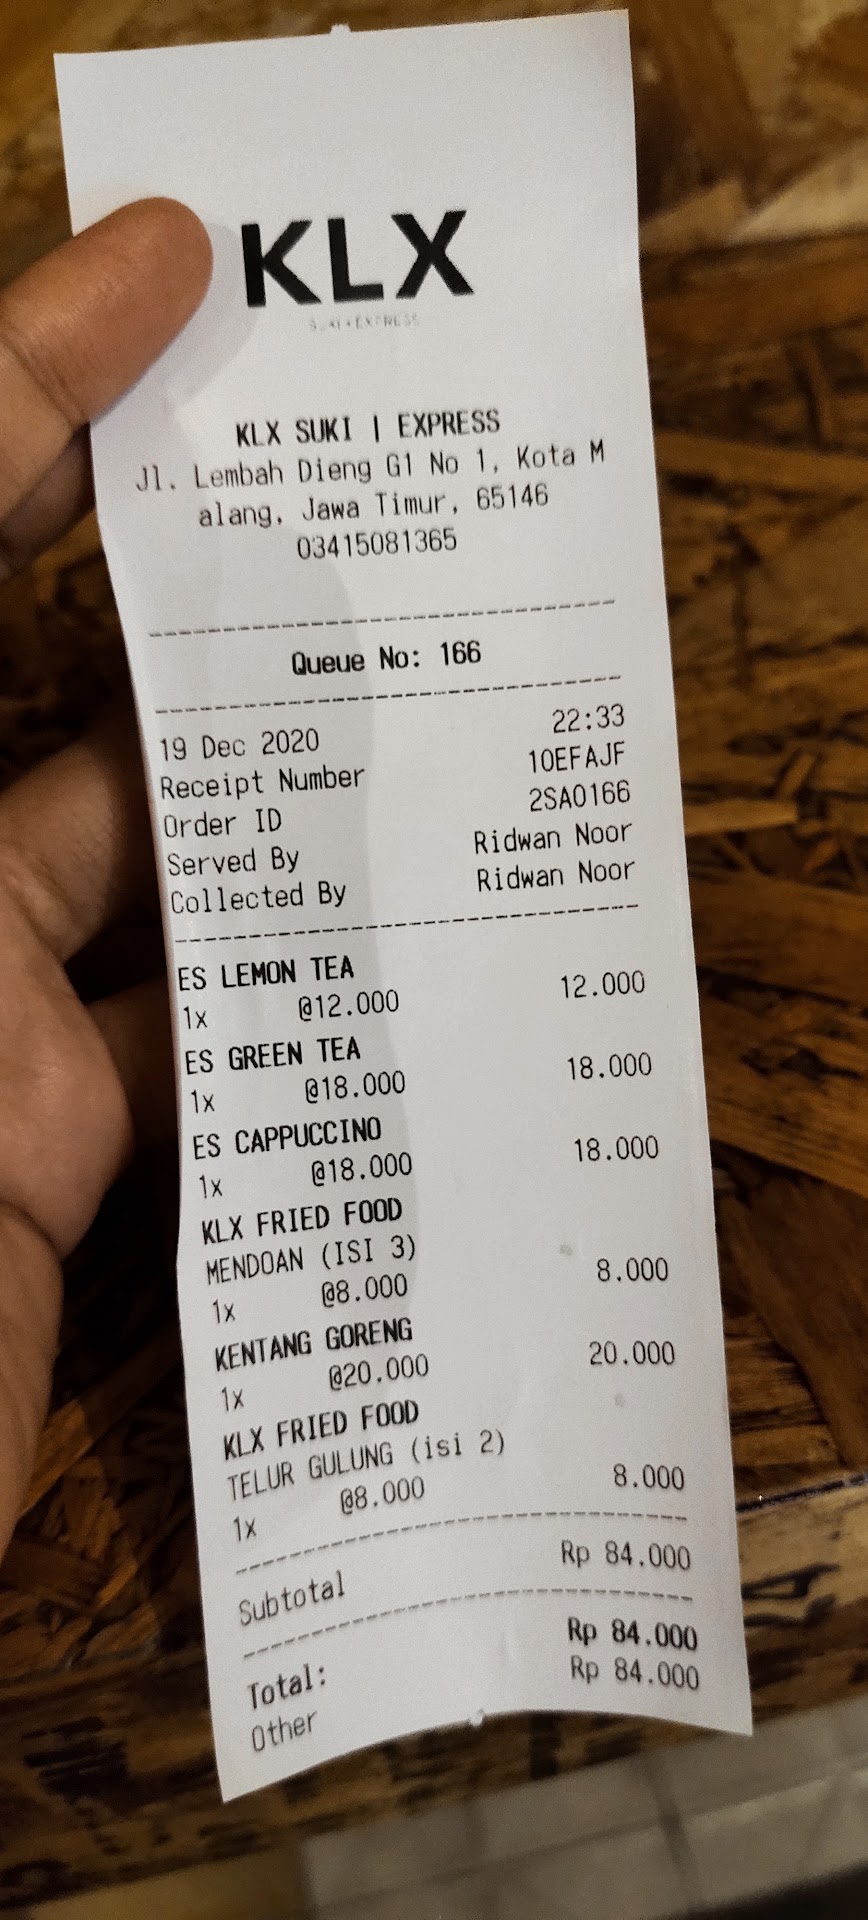 KLX
SUKI • EXPRESS
KLX SUKI | EXPRESS
Jl. Lembah Dieng G1 No 1, Kota M
alang, Jawa Timur, 65146
03415081365
Queue No: 166
19 Dec 2020 22:33
Receipt Number 10EFAJF
Order ID 2SA0166
Served By Ridwan Noor
Collected By Ridwan Noor
ES LEMON TEA
1x @12.000 12.000
ES GREEN TEA
1x @18.000 18.000
ES CAPPUCCINO
1x @18.000 18.000
KLX FRIED FOOD
MENDOAN (ISI 3)
1x @8.000 8.000
KENTANG GORENG
1x @20.000 20.000
KLX FRIED FOOD
TELUR GULUNG (isi 2)
1x @8.000 8.000
Subtotal Rp 84.000
Total: Rp 84.000
Other Rp 84.000